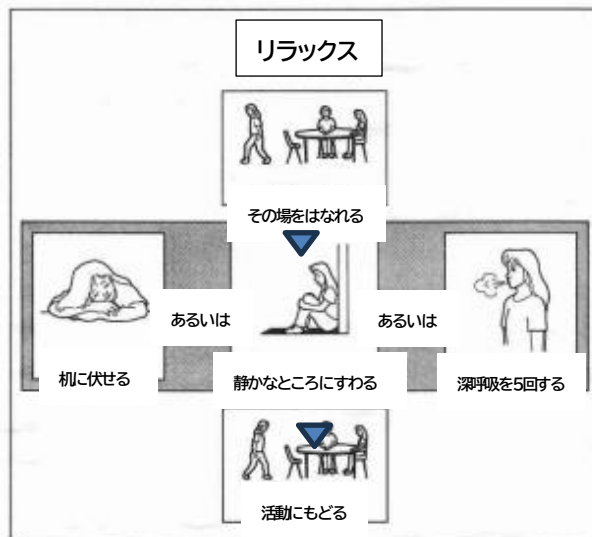 リラックス
その場をはなれる
あるいは
あるいは
机に伏せる
静かなところにすわる
深呼吸を5回する
活動にもどる